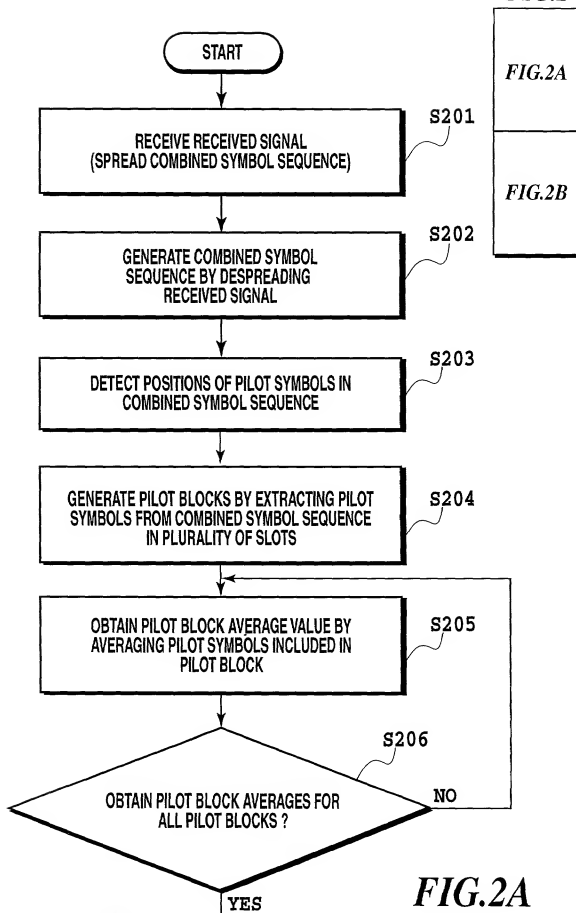 START
S201
RECEIVE RECEIVED SIGNAL
(SPREAD COMBINED SYMBOL SEQUENCE)
FIG.2A
FIG.2B
S202
GENERATE COMBINED SYMBOL
SEQUENCE BY DESPREADING
RECEIVED SIGNAL
S203
DETECT POSITIONS OF PILOT SYMBOLS IN
COMBINED SYMBOL SEQUENCE
S204
GENERATE PILOT BLOCKS BY EXTRACTING PILOT
SYMBOLS FROM COMBINED SYMBOL SEQUENCE
IN PLURALITY OF SLOTS
S205
OBTAIN PILOT BLOCK AVERAGE VALUE BY
AVERAGING PILOT SYMBOLS INCLUDED IN
PILOT BLOCK
S206
OBTAIN PILOT BLOCK AVERAGES FOR
ALL PILOT BLOCKS ?
NO
YES
FIG.2A